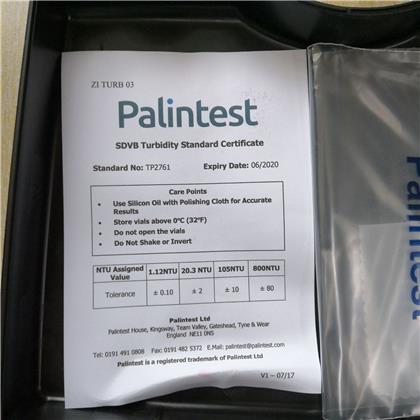 ZI TURB 03
Palintest
SDVB Turbidity Standard Certificate
Standard No: TP2761 Expiry Date: 06/2020
Care Points
• Use Silicon Oil with Polishing Cloth for Accurate
Results
• Store vials above 0°C (32°F)
• Do not open the vials
• Do Not Shake or Invert
NTU Assigned Value 1.12NTU 20.3 NTU 105NTU 800NTU
Tolerance ± 0.10 ± 2 ± 10 ± 80
Palintest Ltd
Palintest House, Kingsway, Team Valley, Gateshead, Tyne & Wear
England NE11 0NS
Tel: 0191 491 0808 Fax: 0191 482 5372 E.Mail: palintest@palintest.com
Palintest is a registered trademark of Palintest Ltd
V1 – 07/17
Palintest